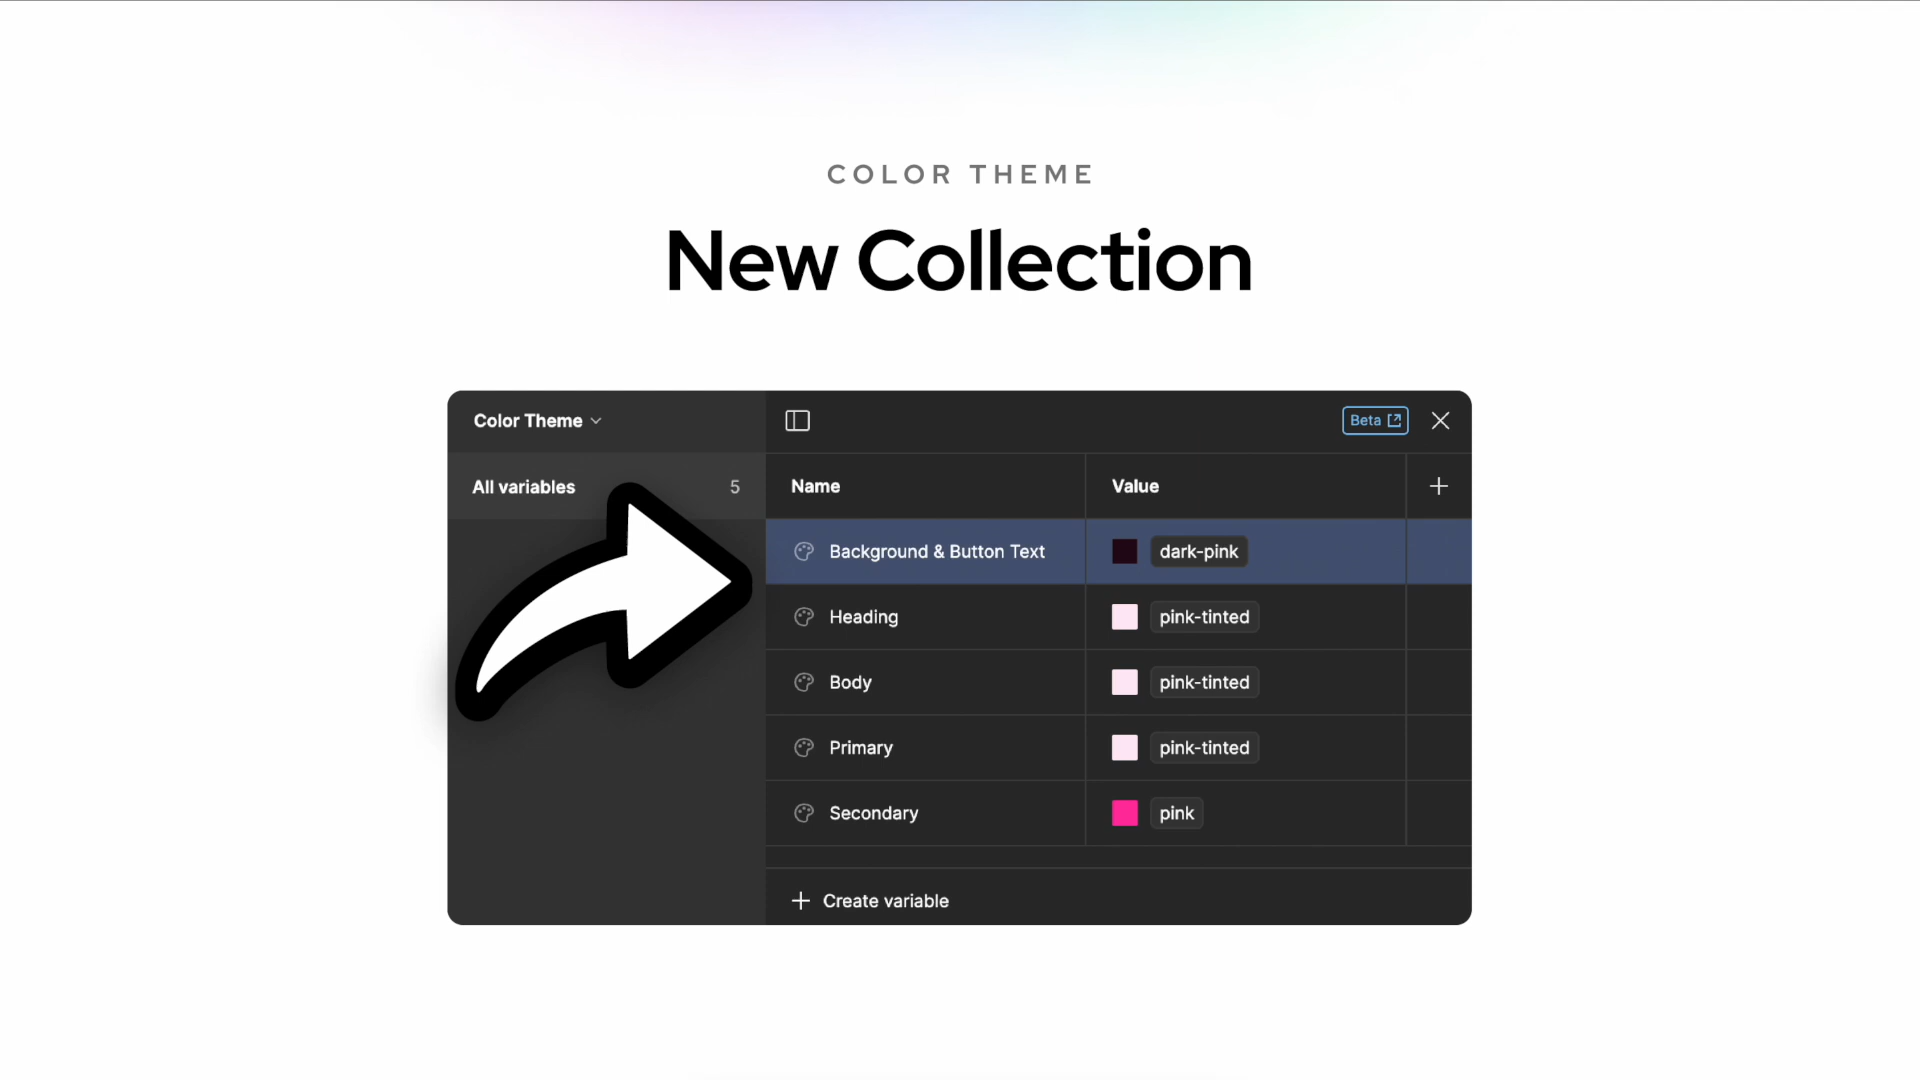 COLOR THEME
New Collection
Color Theme
Beta
All variables 5
Name Value
Background & Button Text dark-pink
Heading pink-tinted
Body pink-tinted
Primary pink-tinted
Secondary pink
Create variable